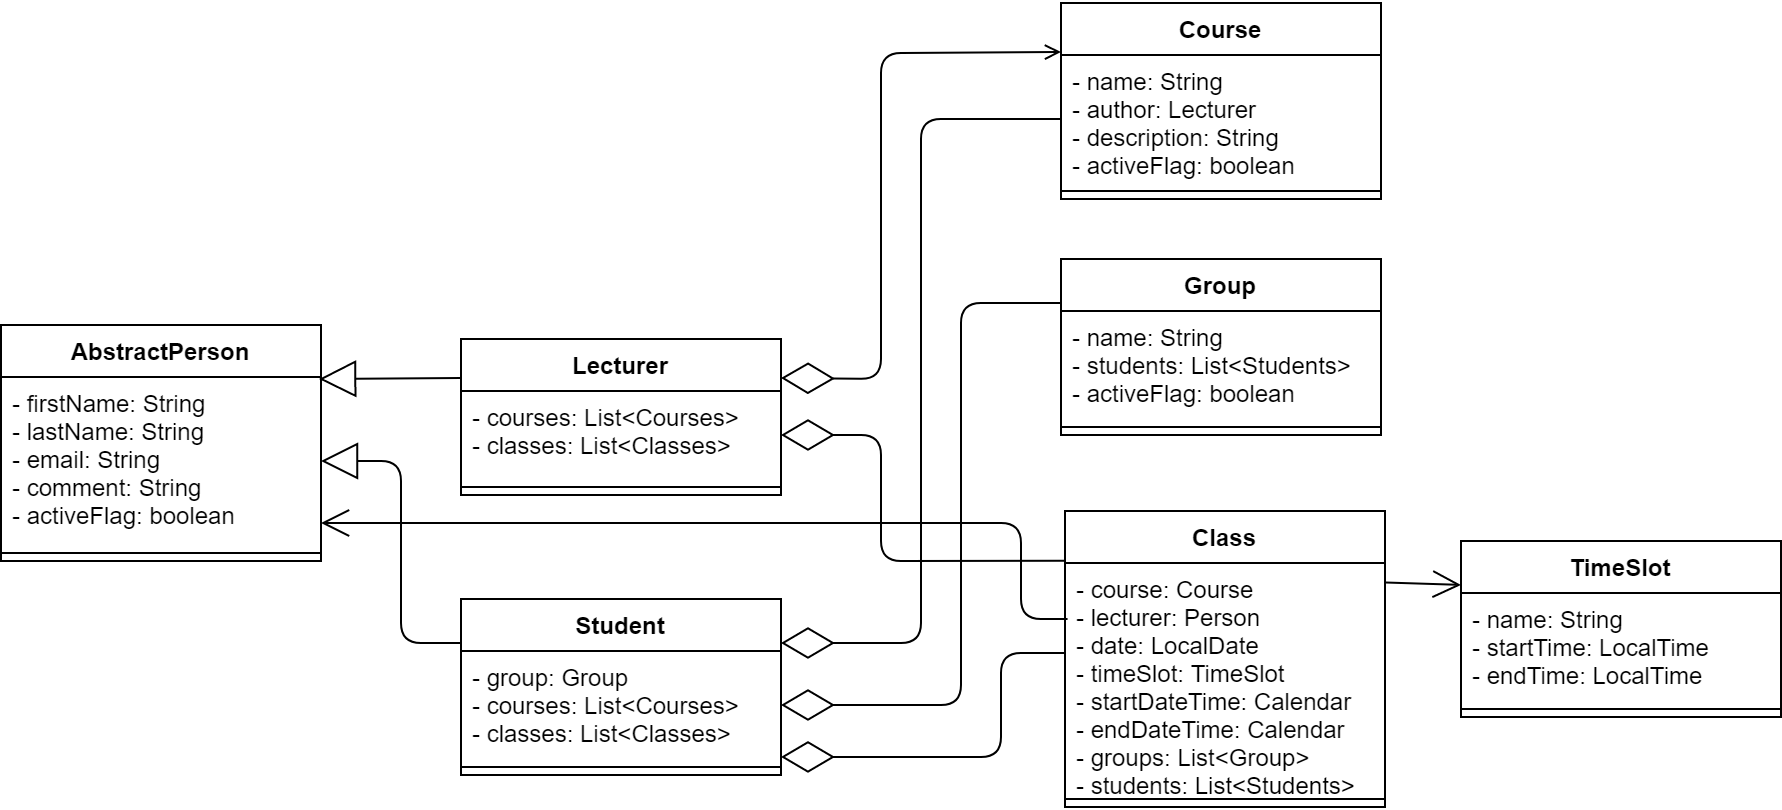 Course
- name: String
- author: Lecturer
- description: String
- activeFlag: boolean
Group
- name: String
- students: List<Students>
- activeFlag: boolean
AbstractPerson
- firstName: String
- lastName: String
- email: String
- comment: String
- activeFlag: boolean
Lecturer
- courses: List<Courses>
- classes: List<Classes>
Student
- group: Group
- courses: List<Courses>
- classes: List<Classes>
Class
- course: Course
- lecturer: Person
- date: LocalDate
- timeSlot: TimeSlot
- startDateTime: Calendar
- endDateTime: Calendar
- groups: List<Group>
- students: List<Students>
TimeSlot
- name: String
- startTime: LocalTime
- endTime: LocalTime